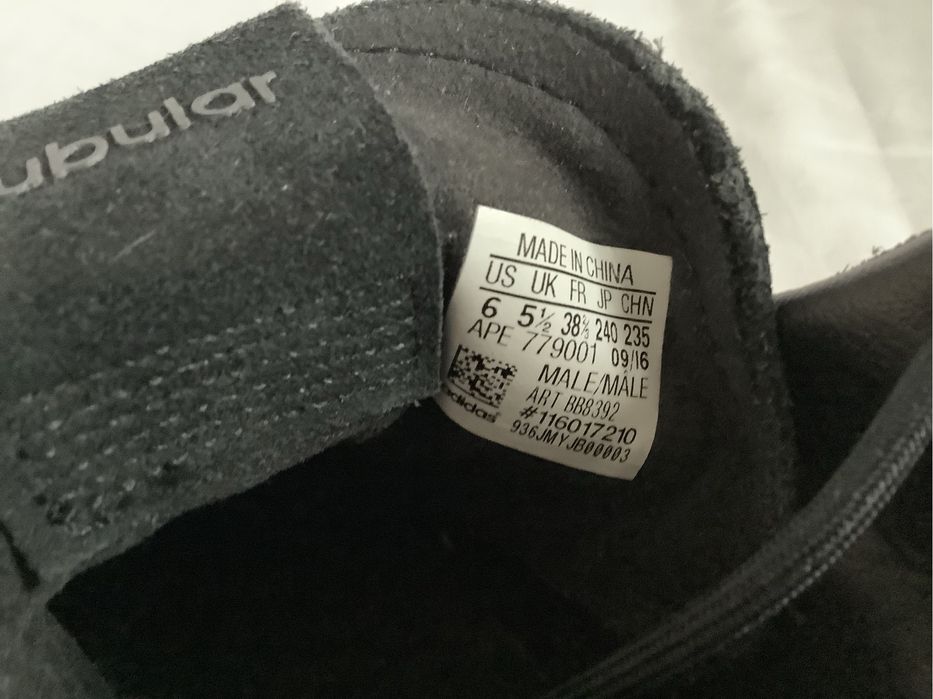 ubular
MADE IN CHINA
US UK FR JP CHN
6 5½ 38⅔ 240 235
APE 779001 09/16
MALE/MÂLE
ART BB8392
#116017210
936JMYJB00003
adidas